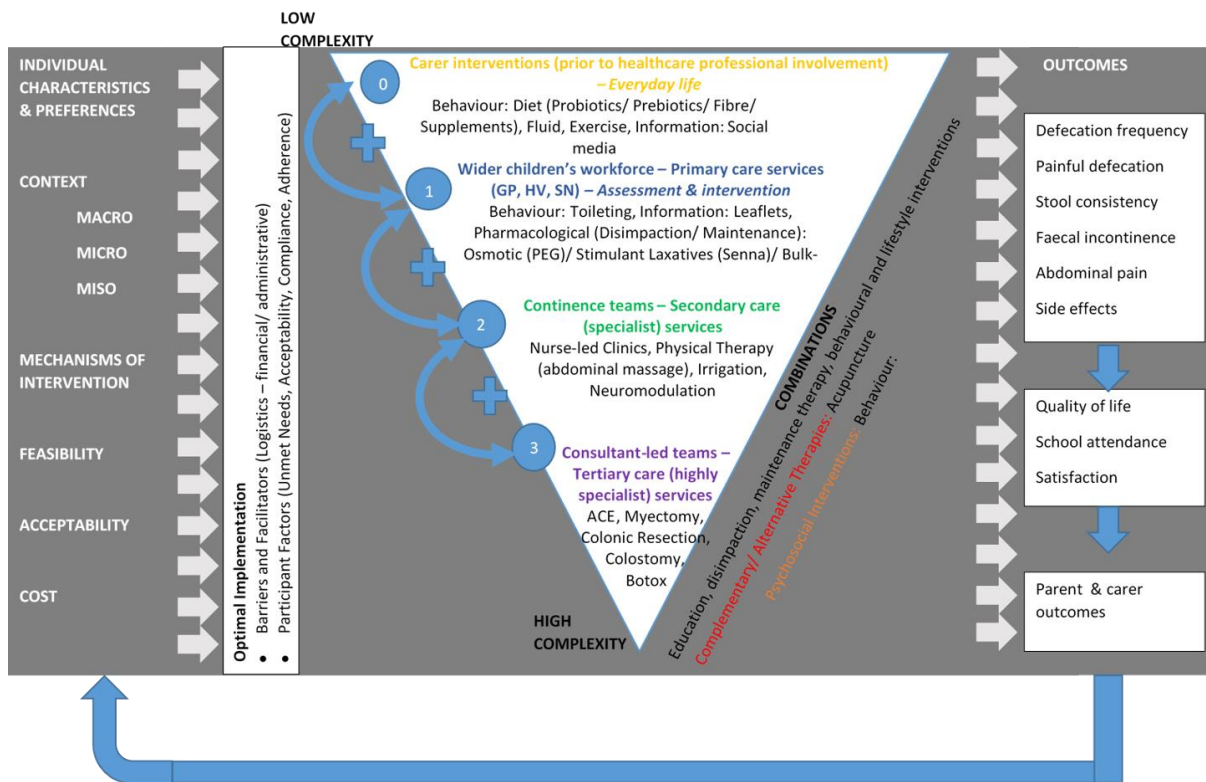 LOW
COMPLEXITY
INDIVIDUAL
CHARACTERISTICS
& PREFERENCES
CONTEXT
MACRO
MICRO
MISO
MECHANISMS OF
INTERVENTION
FEASIBILITY
ACCEPTABILITY
COST
Optimal Implementation
• Barriers and Facilitators (Logistics – financial/ administrative)
• Participant Factors (Unmet Needs, Acceptability, Compliance, Adherence)
0
Carer interventions (prior to healthcare professional involvement)
– Everyday life
Behaviour: Diet (Probiotics/ Prebiotics/ Fibre/
Supplements), Fluid, Exercise, Information: Social
media
1
Wider children’s workforce – Primary care services
(GP, HV, SN) – Assessment & intervention
Behaviour: Toileting, Information: Leaflets,
Pharmacological (Disimpaction/ Maintenance):
Osmotic (PEG)/ Stimulant Laxatives (Senna)/ Bulk-
2
Continence teams – Secondary care
(specialist) services
Nurse-led Clinics, Physical Therapy
(abdominal massage), Irrigation,
Neuromodulation
3
Consultant-led teams –
Tertiary care (highly
specialist) services
ACE, Myectomy,
Colonic Resection,
Colostomy,
Botox
HIGH
COMPLEXITY
COMBINATIONS
Education, disimpaction, maintenance therapy, behavioural and lifestyle interventions
Complementary/ Alternative Therapies: Acupuncture
Psychosocial Interventions: Behaviour:
OUTCOMES
Defecation frequency
Painful defecation
Stool consistency
Faecal incontinence
Abdominal pain
Side effects
Quality of life
School attendance
Satisfaction
Parent & carer
outcomes